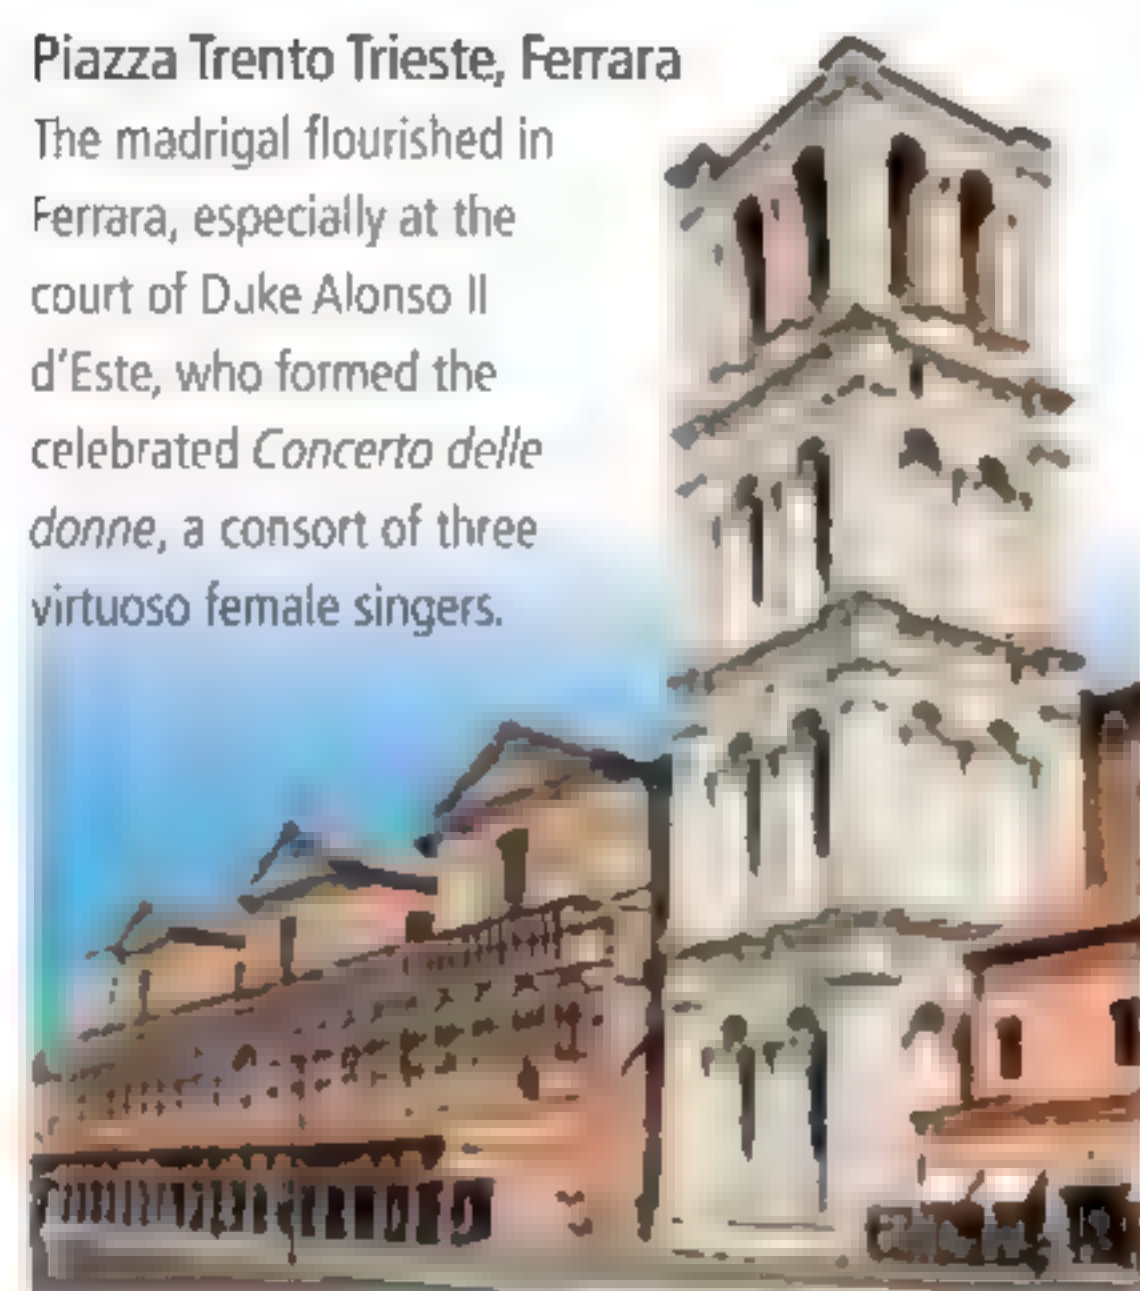 Piazza Trento Trieste, Ferrara
The madrigal flourished in
Ferrara, especially at the
court of Duke Alonso II
d'Este, who formed the
celebrated Concerto delle
donne, a consort of three
virtuoso female singers.